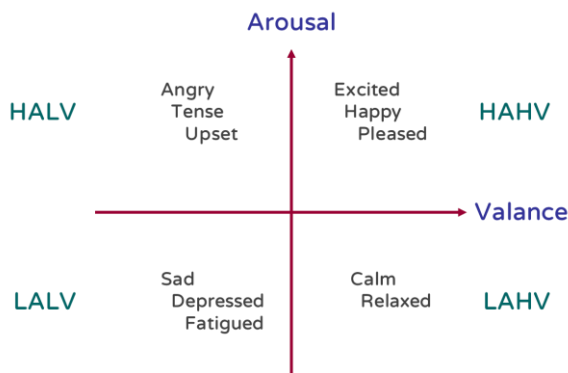 Arousal
HALV
Angry
Tense
Upset
Excited
Happy
Pleased
HAHV
Valance
LALV
Sad
Depressed
Fatigued
Calm
Relaxed
LAHV